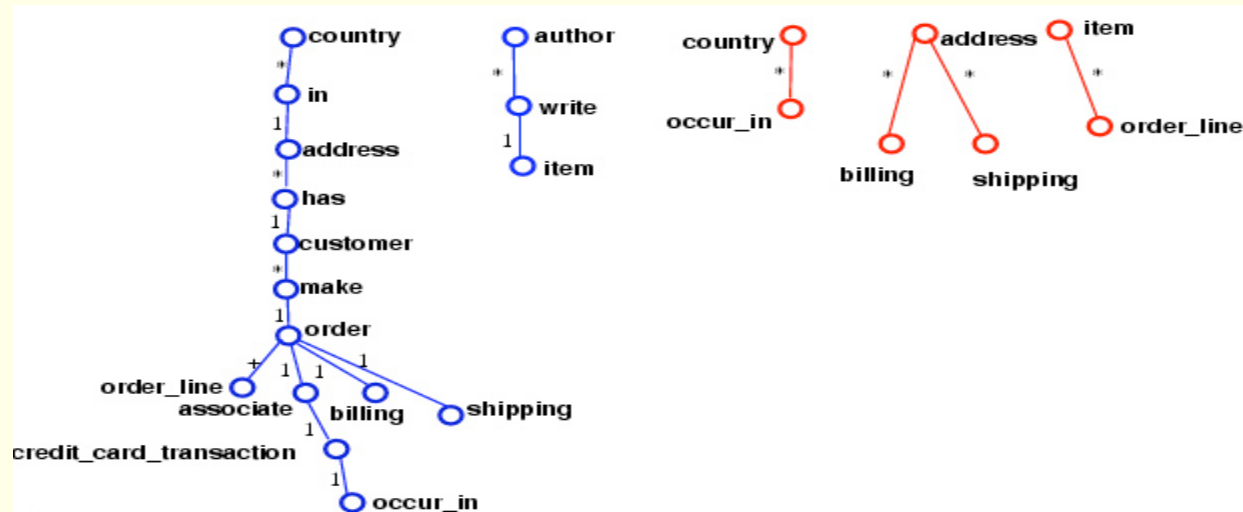 country
*
in
1
address
*
has
1
customer
*
make
1
order
+
1
1
1
order_line
associate
billing
shipping
1
credit_card_transaction
1
occur_in
author
*
write
1
item
country
*
occur_in
address
*
*
billing
shipping
item
*
order_line